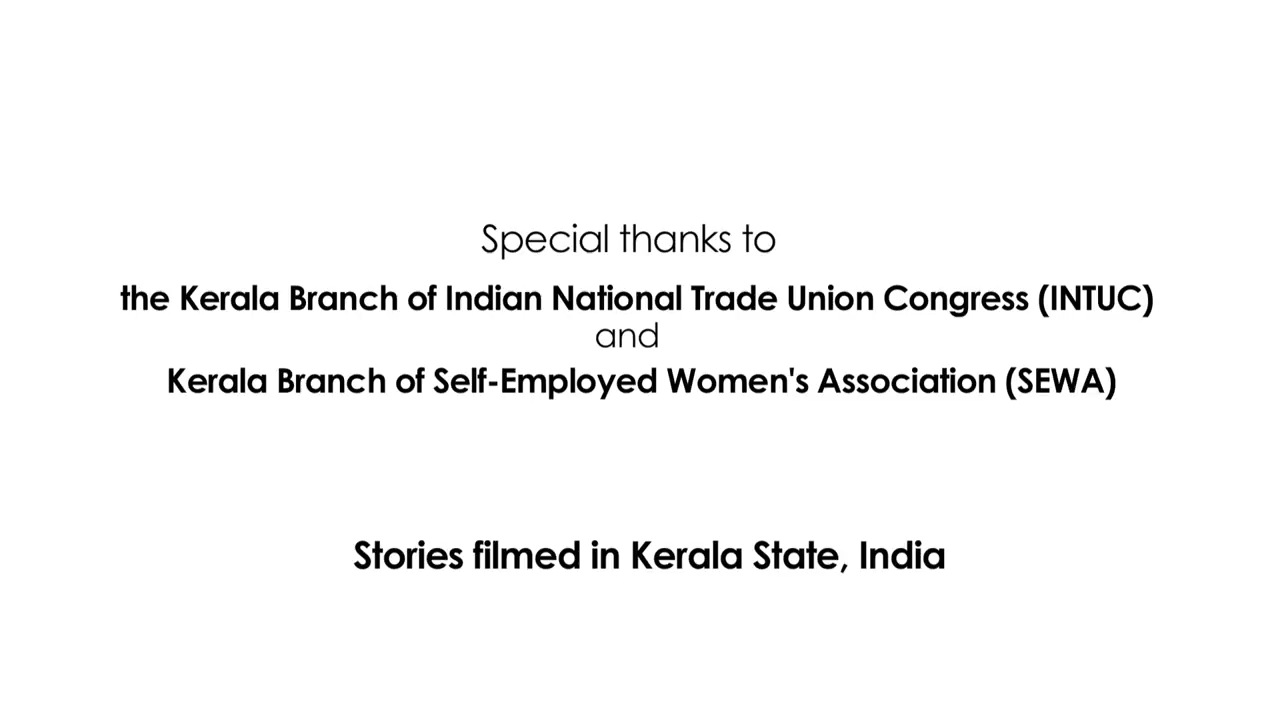 Special thanks to
the Kerala Branch of Indian National Trade Union Congress (INTUC)
and
Kerala Branch of Self-Employed Women's Association (SEWA)
Stories filmed in Kerala State, India